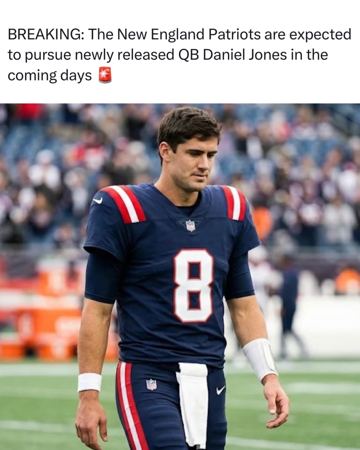 BREAKING: The New England Patriots are expected
to pursue newly released QB Daniel Jones in the
coming days 🚨
8